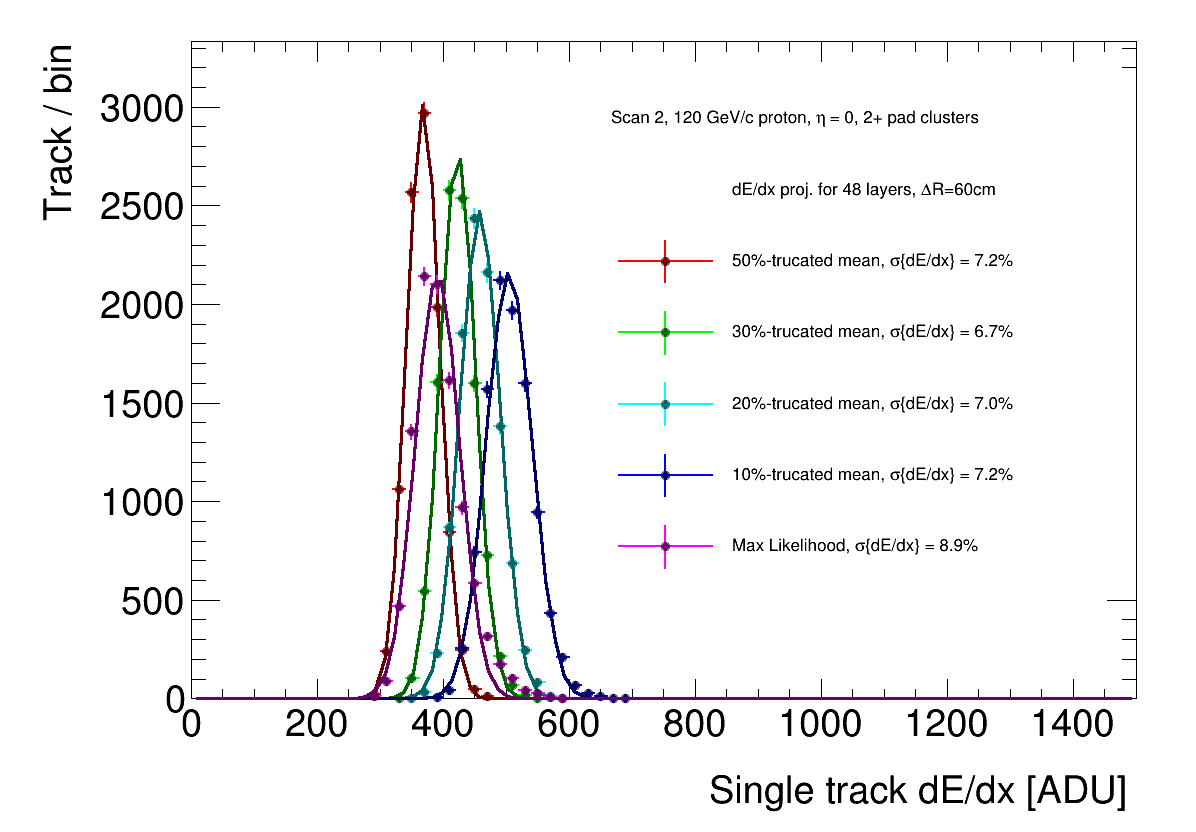 Track / bin
3000
2500
2000
1500
1000
500
0
0 200 400 600 800 1000 1200 1400
Single track dE/dx [ADU]
Scan 2, 120 GeV/c proton, η = 0, 2+ pad clusters
dE/dx proj. for 48 layers, ΔR=60cm
50%-trucated mean, σ{dE/dx} = 7.2%
30%-trucated mean, σ{dE/dx} = 6.7%
20%-trucated mean, σ{dE/dx} = 7.0%
10%-trucated mean, σ{dE/dx} = 7.2%
Max Likelihood, σ{dE/dx} = 8.9%